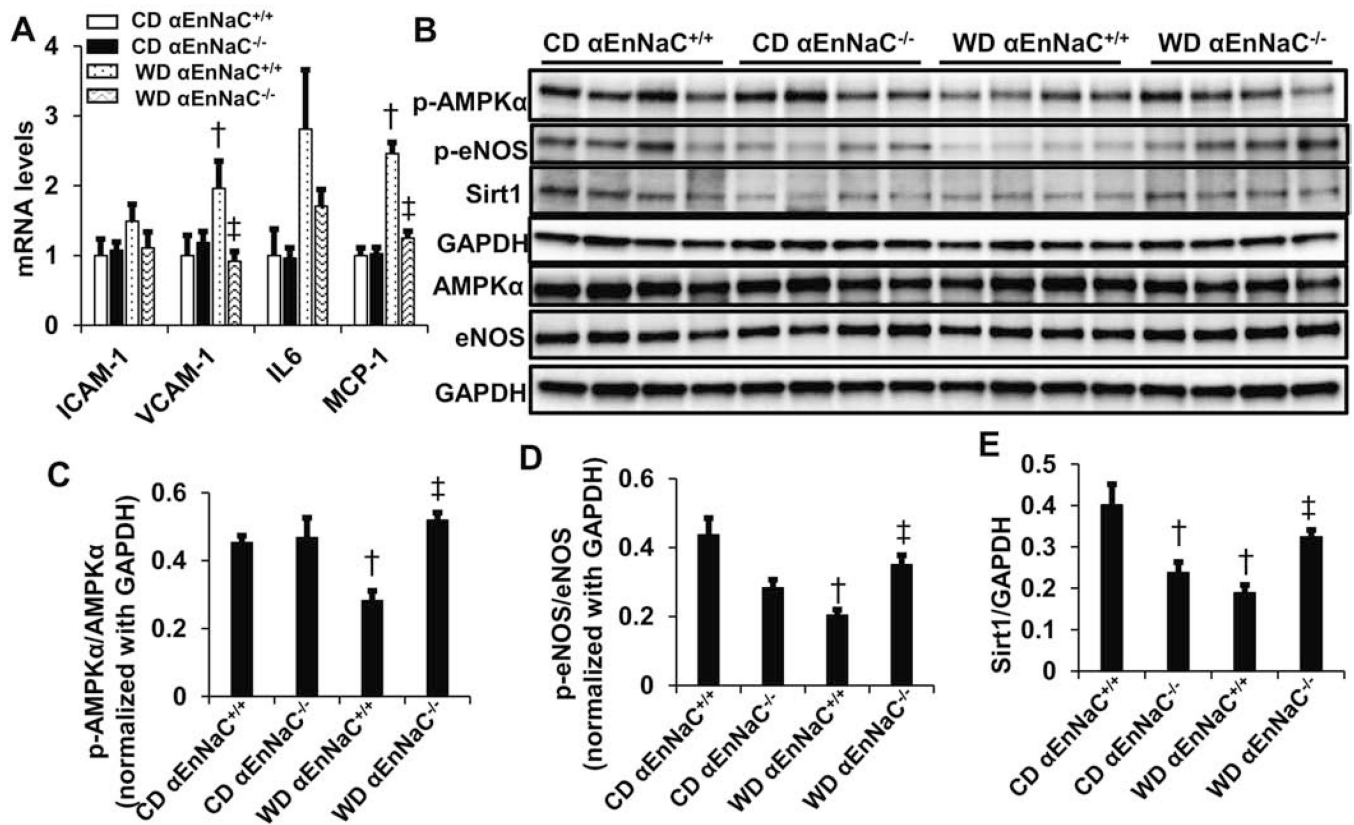 A
CD αEnNaC+/+
CD αEnNaC-/-
WD αEnNaC+/+
WD αEnNaC-/-
mRNA levels
4
3
2
1
0
†
‡
†
‡
ICAM-1
VCAM-1
IL6
MCP-1
B
CD αEnNaC+/+ CD αEnNaC-/- WD αEnNaC+/+ WD αEnNaC-/-
p-AMPKα
p-eNOS
Sirt1
GAPDH
AMPKα
eNOS
GAPDH
C
p-AMPKα/AMPKα
(normalized with GAPDH)
0.6
0.4
0.2
0
†
‡
CD αEnNaC+/+
CD αEnNaC-/-
WD αEnNaC+/+
WD αEnNaC-/-
D
p-eNOS/eNOS
(normalized with GAPDH)
0.6
0.4
0.2
0
†
‡
CD αEnNaC+/+
CD αEnNaC-/-
WD αEnNaC+/+
WD αEnNaC-/-
E
Sirt1/GAPDH
0.5
0.4
0.3
0.2
0.1
0
†
†
‡
CD αEnNaC+/+
CD αEnNaC-/-
WD αEnNaC+/+
WD αEnNaC-/-